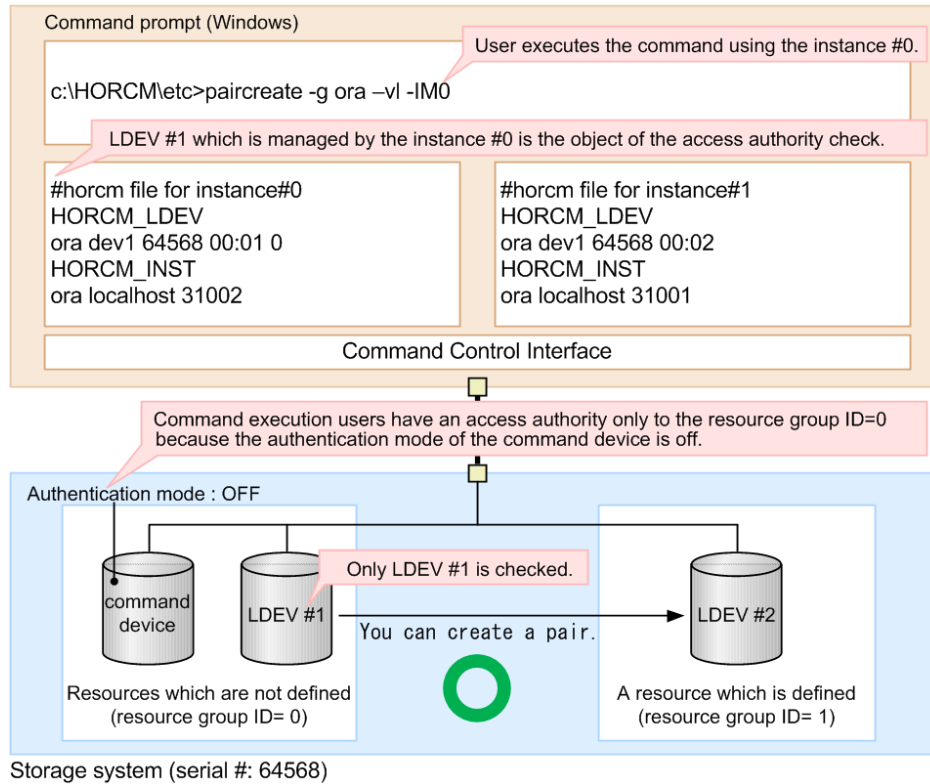 Command prompt (Windows)
User executes the command using the instance #0.
c:\HORCM\etc>paircreate -g ora –vl -IM0
LDEV #1 which is managed by the instance #0 is the object of the access authority check.
#horcm file for instance#0
HORCM_LDEV
ora dev1 64568 00:01 0
HORCM_INST
ora localhost 31002
#horcm file for instance#1
HORCM_LDEV
ora dev1 64568 00:02
HORCM_INST
ora localhost 31001
Command Control Interface
Command execution users have an access authority only to the resource group ID=0
because the authentication mode of the command device is off.
Authentication mode : OFF
Only LDEV #1 is checked.
command
device
LDEV #1
LDEV #2
You can create a pair.
Resources which are not defined
(resource group ID= 0)
A resource which is defined
(resource group ID= 1)
Storage system (serial #: 64568)